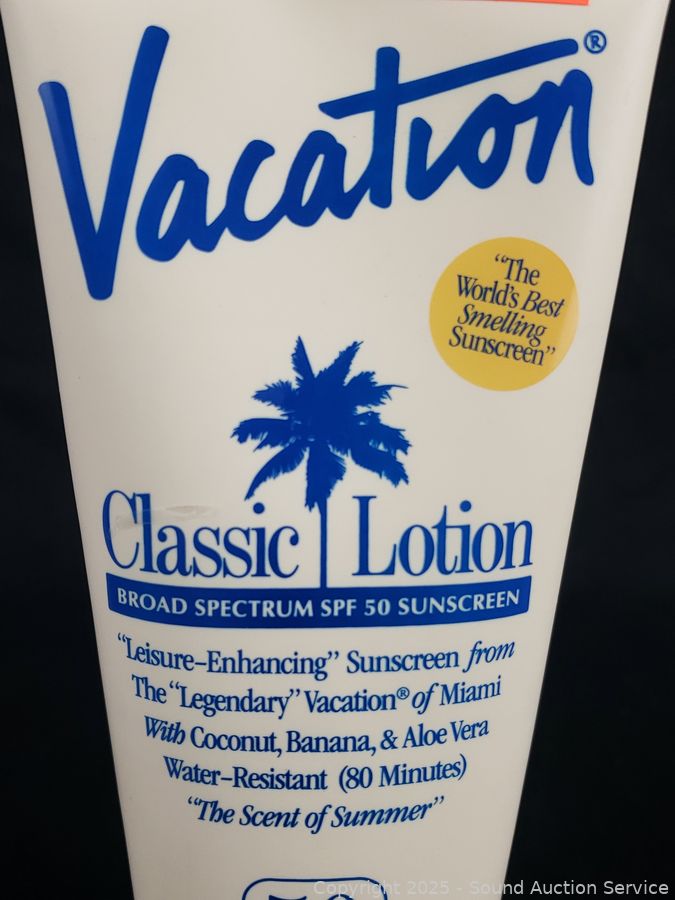 Vacation®
“The
World's Best
Smelling
Sunscreen”
Classic Lotion
BROAD SPECTRUM SPF 50 SUNSCREEN
“Leisure-Enhancing” Sunscreen from
The “Legendary” Vacation® of Miami
With Coconut, Banana, & Aloe Vera
Water-Resistant (80 Minutes)
“The Scent of Summer”
Copyright 2025 - Sound Auction Service